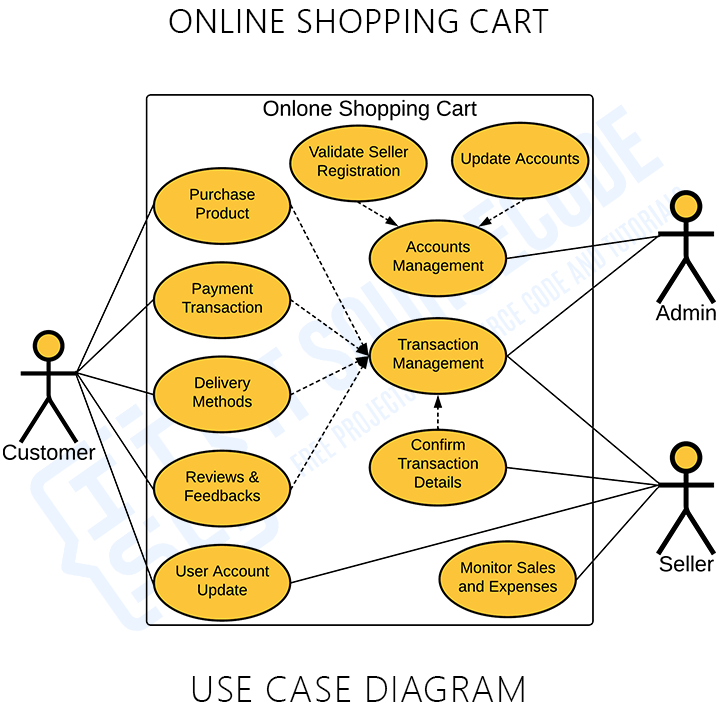 ONLINE SHOPPING CART
Onlone Shopping Cart
Validate Seller
Registration
Update Accounts
Purchase
Product
Accounts
Management
Payment
Transaction
Transaction
Management
Admin
Delivery
Methods
Customer
Confirm
Transaction
Details
Reviews &
Feedbacks
User Account
Update
Monitor Sales
and Expenses
Seller
USE CASE DIAGRAM